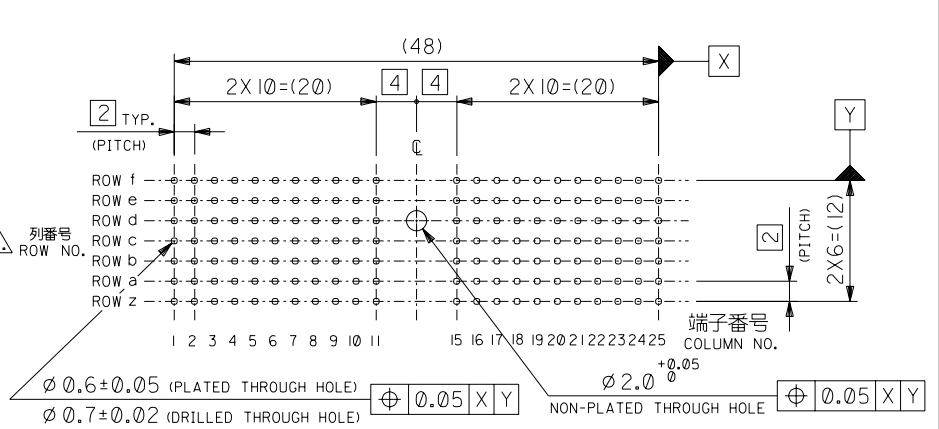 (48)
X
2X10=(20)
4
4
2X10=(20)
2 TYP.
(PITCH)
Y
℄
ROW f
ROW e
ROW d
列番号
ROW NO.
ROW c
ROW b
ROW a
ROW z
2
(PITCH)
2X6=(12)
1 2 3 4 5 6 7 8 9 10 11
15 16 17 18 19 20 21 22 23 24 25
端子番号
COLUMN NO.
Ø0.6±0.05 (PLATED THROUGH HOLE)
Ø0.7±0.02 (DRILLED THROUGH HOLE)
⌖ 0.05 X Y
Ø2.0 +0.05 0
NON-PLATED THROUGH HOLE
⌖ 0.05 X Y